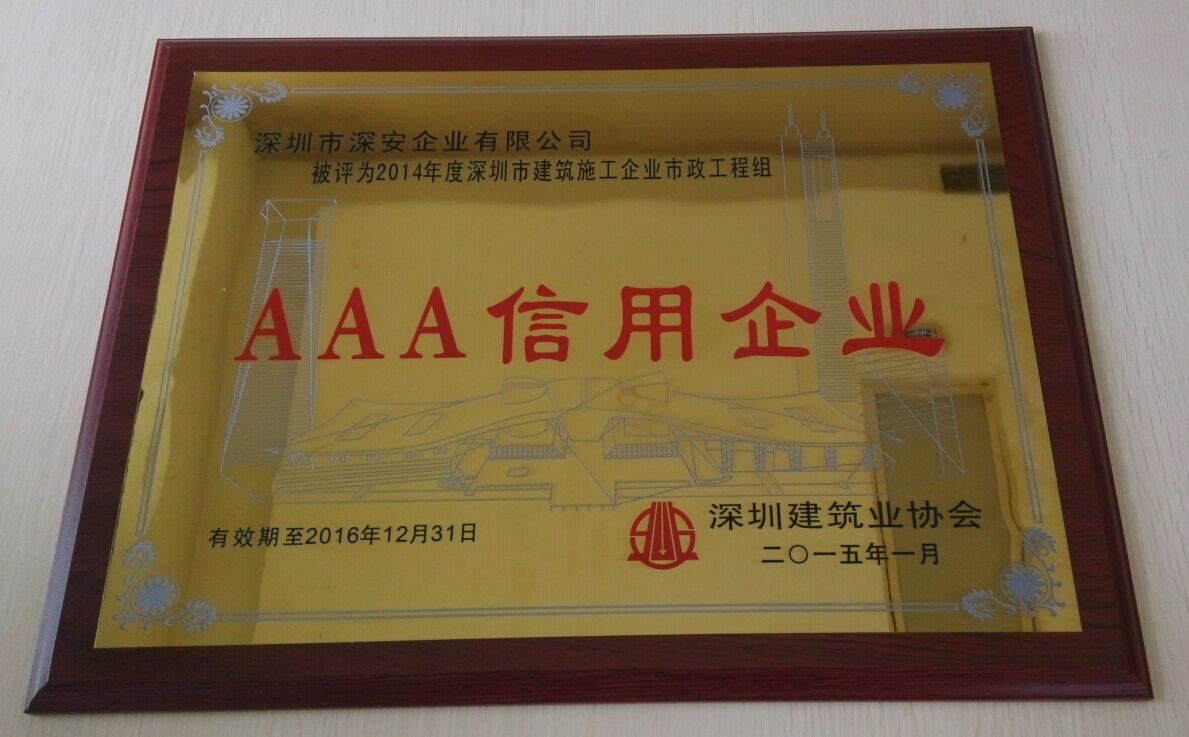 深圳市深安企业有限公司
被评为2014年度深圳市建筑施工企业市政工程组
AAA信用企业
有效期至2016年12月31日
深圳建筑业协会
二〇一五年一月